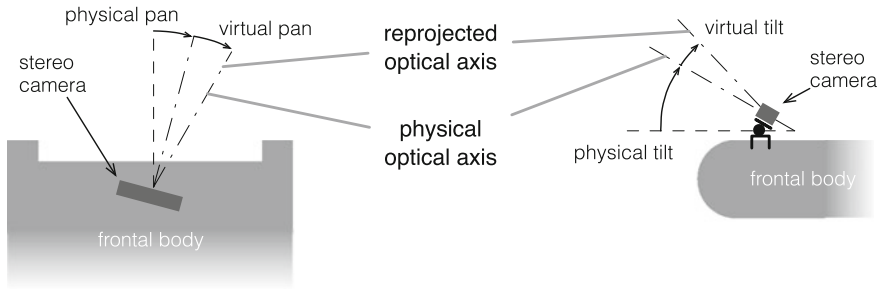 physical pan
virtual pan
stereo
camera
frontal body
reprojected
optical axis
physical
optical axis
virtual tilt
stereo
camera
physical tilt
frontal body